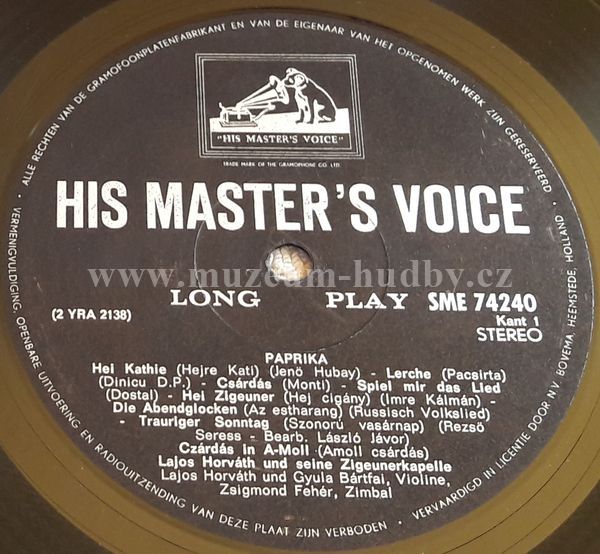 ALLE RECHTEN VAN DE GRAMOFOONPLATENFABRIKANT EN VAN DE EIGENAAR VAN HET OPGENOMEN WERK ZIJN GERESERVEERD •
"HIS MASTER'S VOICE"
TRADE MARK OF THE GRAMOPHONE CO. LTD.
HIS MASTER'S VOICE
www.muzeum-hudby.cz
LONG PLAY SME 74240
(2 YRA 2138)
Kant 1
STEREO
PAPRIKA
Hei Kathie (Hejre Kati) (Jenö Hubay) - Lerche (Pacsirta)
(Dinicu D.P.) - Csárdás (Monti) - Spiel mir das Lied
(Dostal) - Hei Zigeuner (Hej cigány) (Imre Kálmán) -
Die Abendglocken (Az estharang) (Russisch Volkslied)
- Trauriger Sonntag (Szonorú vasárnap) (Rezsö
Seress - Bearb. László Jávor)
Czárdás in A-Moll (Amoll csárdás)
Lajos Horváth und seine Zigeunerkapelle
Lajos Horváth und Gyula Bártfai, Violine,
Zsigmond Fehér, Zimbal
VERMENIGVULDIGING, OPENBARE UITVOERING EN RADIOUITZENDING VAN DEZE PLAAT ZIJN VERBODEN •
VERVAARDIGD IN LICENTIE DOOR N.V. BOVEMA, HEEMSTEDE, HOLLAND •